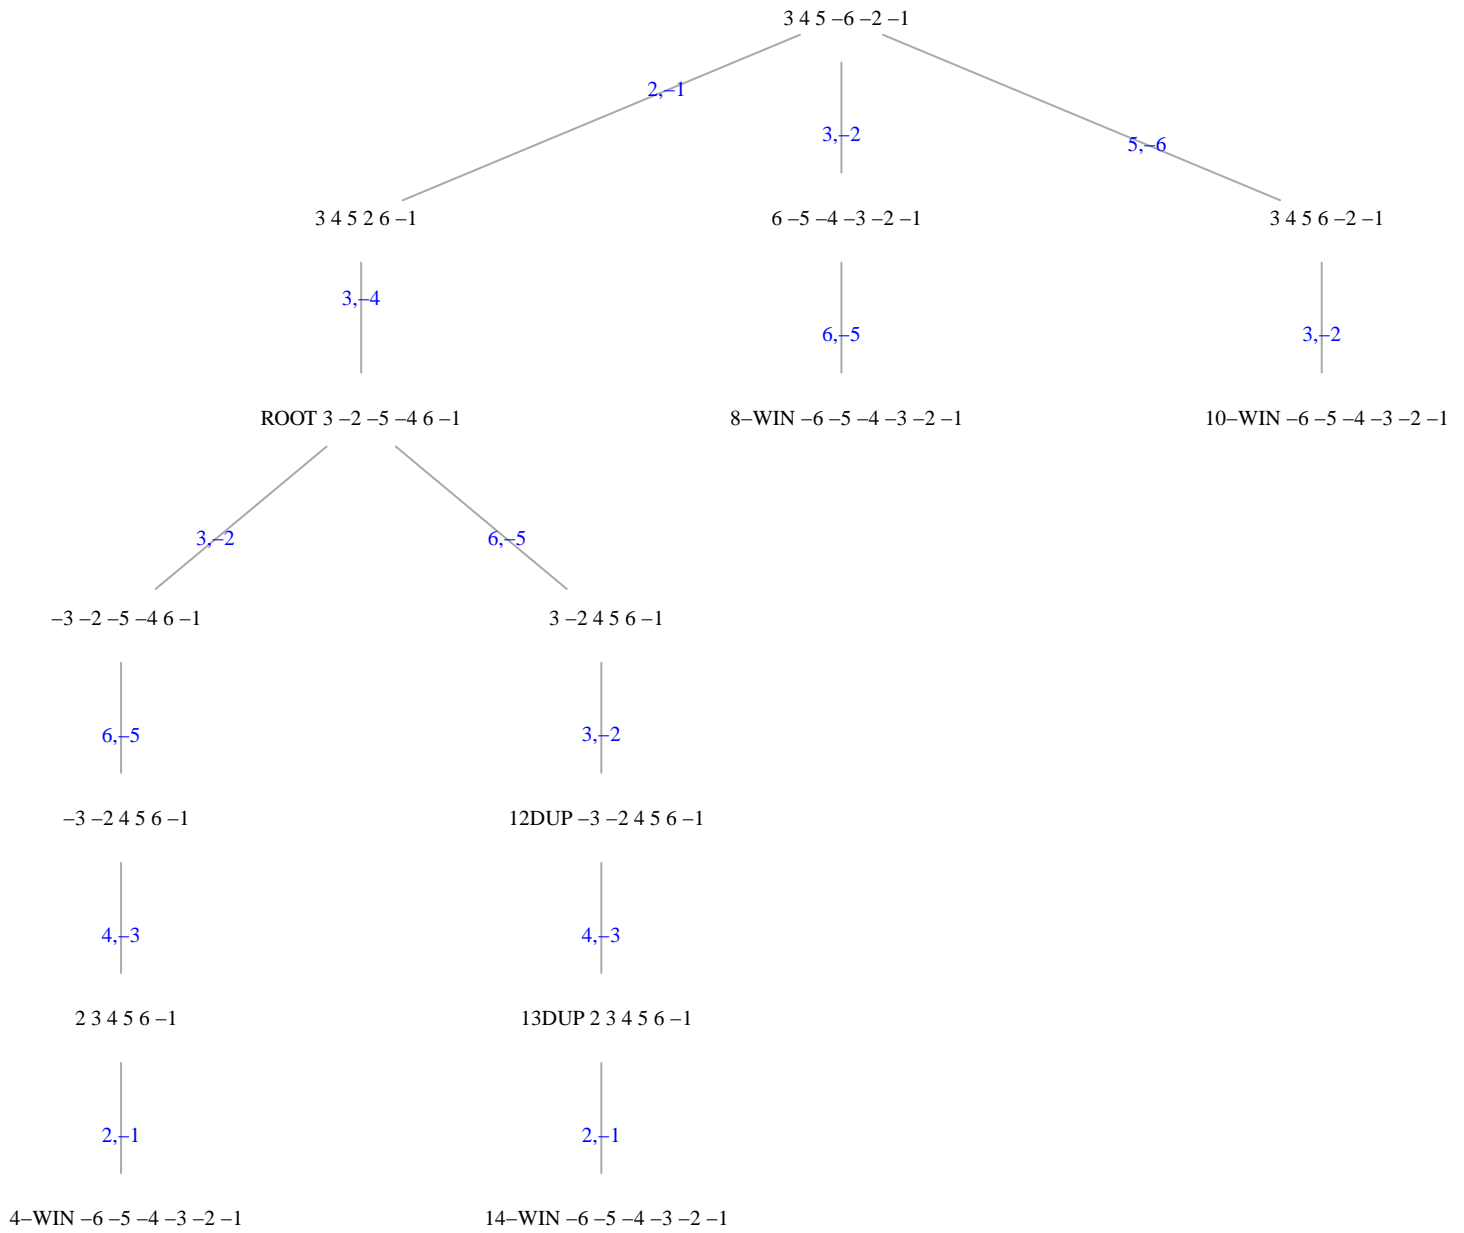 3 4 5 –6 –2 –1
2,–1
3,–2
5,–6
3 4 5 2 6 –1
6 –5 –4 –3 –2 –1
3 4 5 6 –2 –1
3,–4
6,–5
3,–2
ROOT 3 –2 –5 –4 6 –1
8–WIN –6 –5 –4 –3 –2 –1
10–WIN –6 –5 –4 –3 –2 –1
3,–2
6,–5
–3 –2 –5 –4 6 –1
3 –2 4 5 6 –1
6,–5
3,–2
–3 –2 4 5 6 –1
12DUP –3 –2 4 5 6 –1
4,–3
4,–3
2 3 4 5 6 –1
13DUP 2 3 4 5 6 –1
2,–1
2,–1
4–WIN –6 –5 –4 –3 –2 –1
14–WIN –6 –5 –4 –3 –2 –1